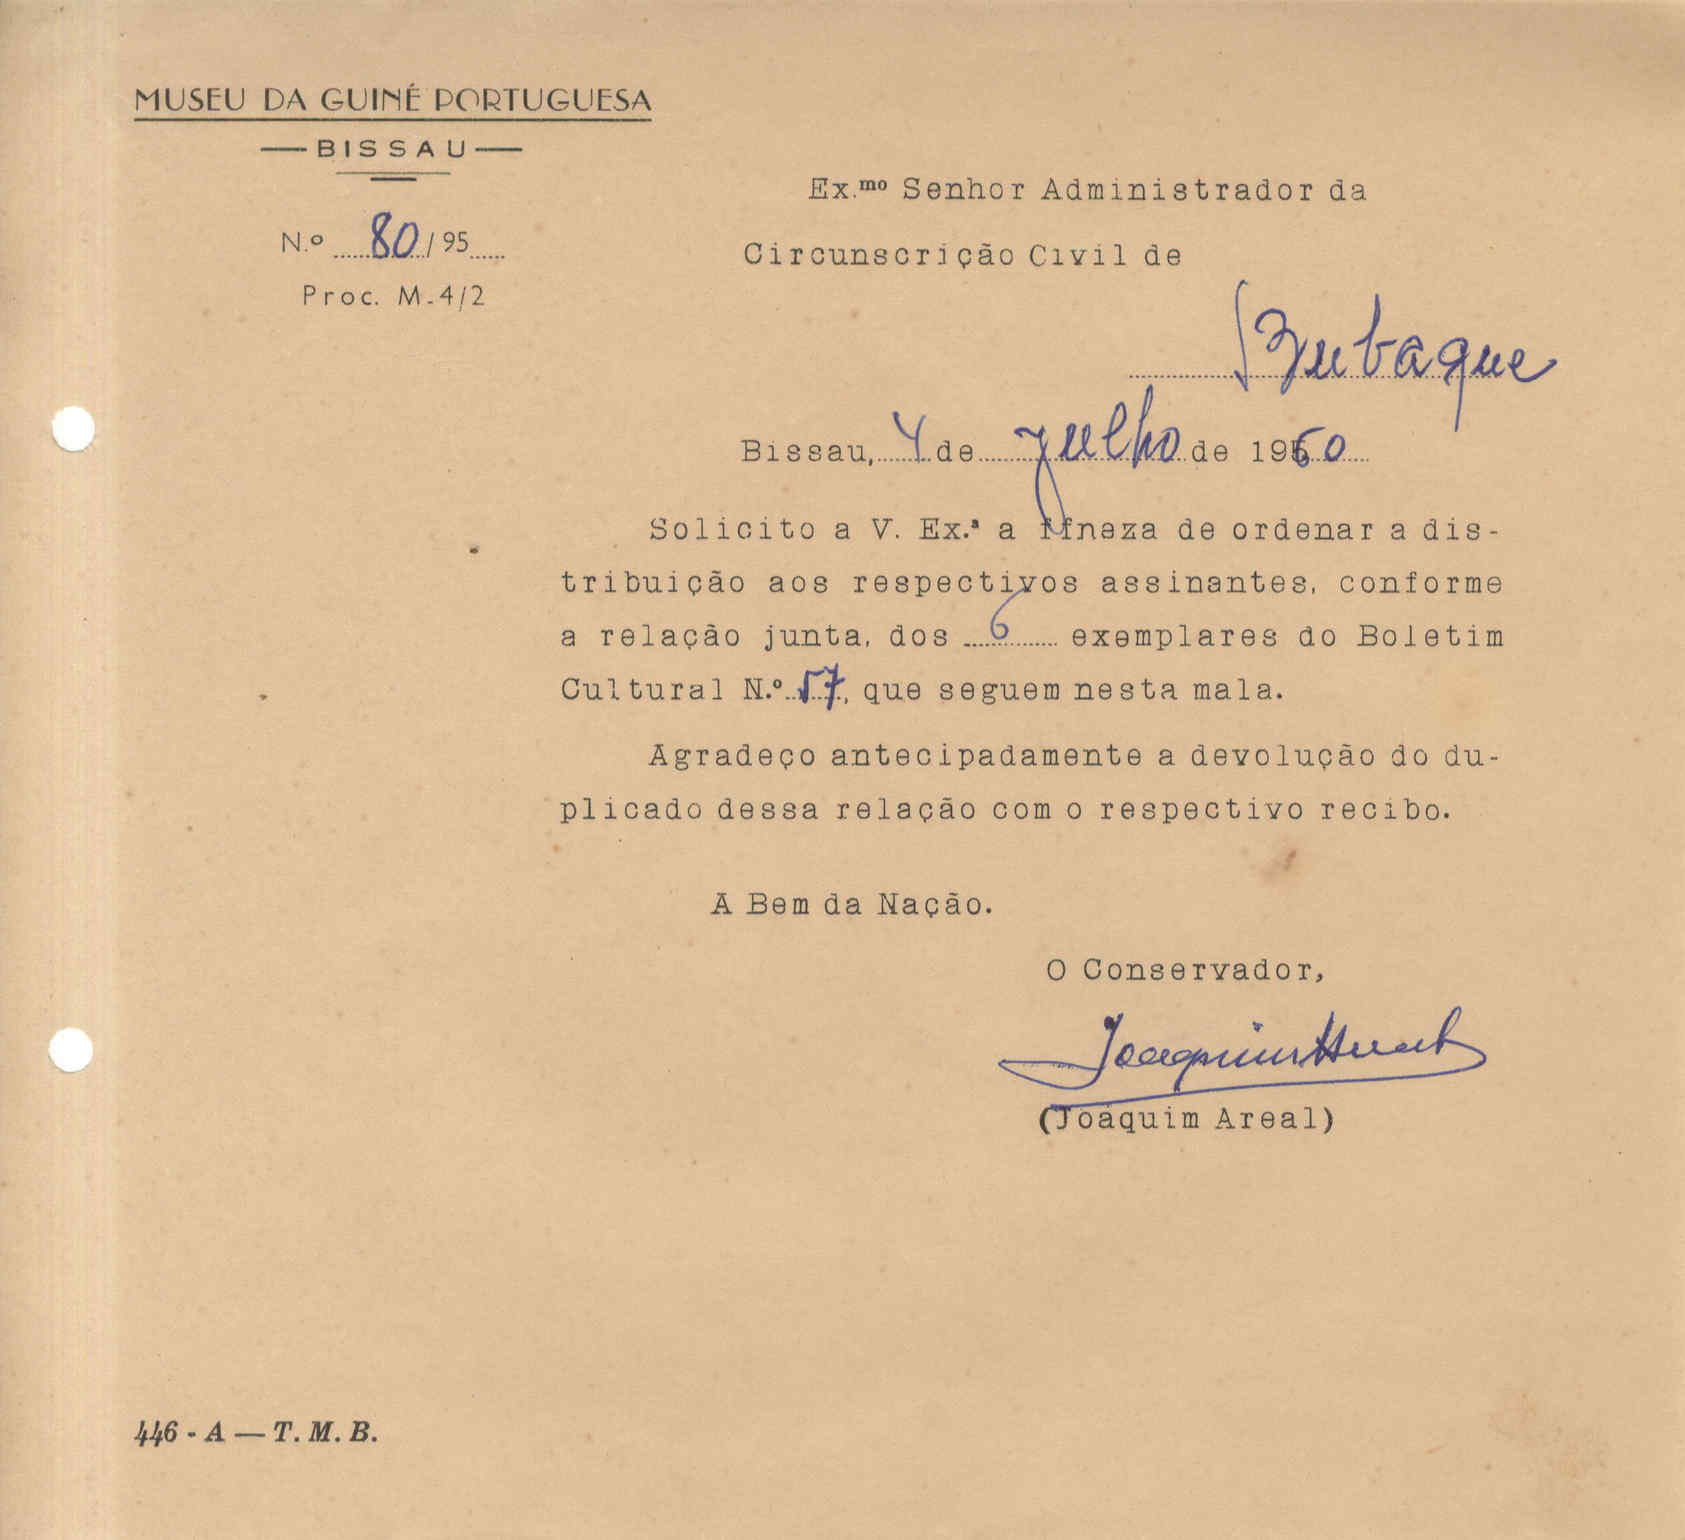 MUSEU DA GUINÉ PORTUGUESA
— BISSAU —
N.º 80/95
Proc. M-4/2
Ex.mo Senhor Administrador da
Circunscrição Civil de
Bubaque
Bissau, 4 de Julho de 1960
Solicito a V. Ex.ª a fineza de ordenar a dis-
tribuição aos respectivos assinantes, conforme
a relação junta, dos 6 exemplares do Boletim
Cultural N.º 57, que seguem nesta mala.
Agradeço antecipadamente a devolução do du-
plicado dessa relação com o respectivo recibo.
A Bem da Nação.
O Conservador,
Joaquim Areal
(Joaquim Areal)
446 - A — T. M. B.